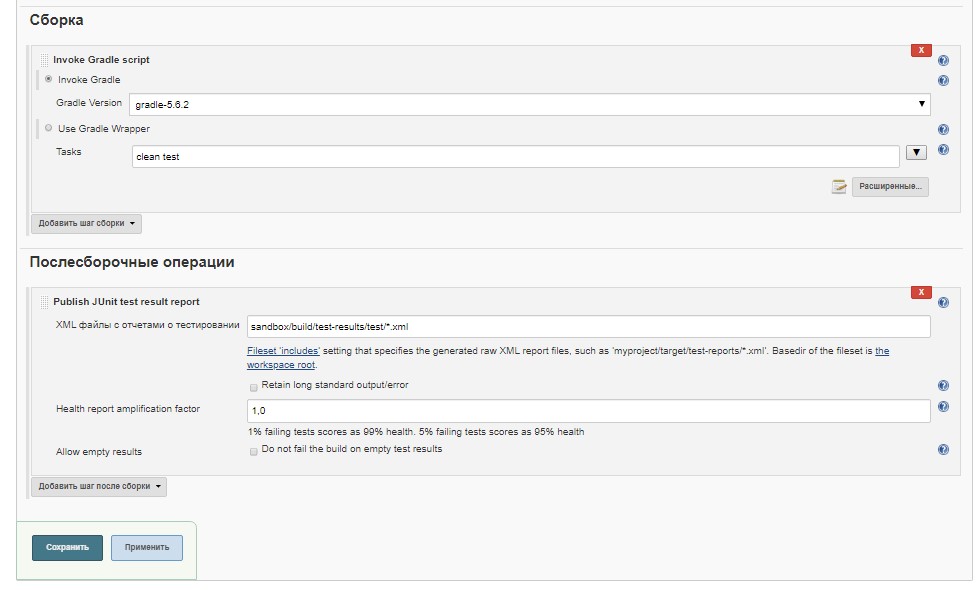 Сборка
Invoke Gradle script
X
Invoke Gradle
Gradle Version gradle-5.6.2
Use Gradle Wrapper
Tasks clean test
Расширенные...
Добавить шаг сборки
Послесборочные операции
Publish JUnit test result report
X
XML файлы с отчетами о тестировании sandbox/build/test-results/test/*.xml
Fileset 'includes' setting that specifies the generated raw XML report files, such as 'myproject/target/test-reports/*.xml'. Basedir of the fileset is the
workspace root.
Retain long standard output/error
Health report amplification factor 1,0
1% failing tests scores as 99% health. 5% failing tests scores as 95% health
Allow empty results Do not fail the build on empty test results
Добавить шаг после сборки
Сохранить Применить